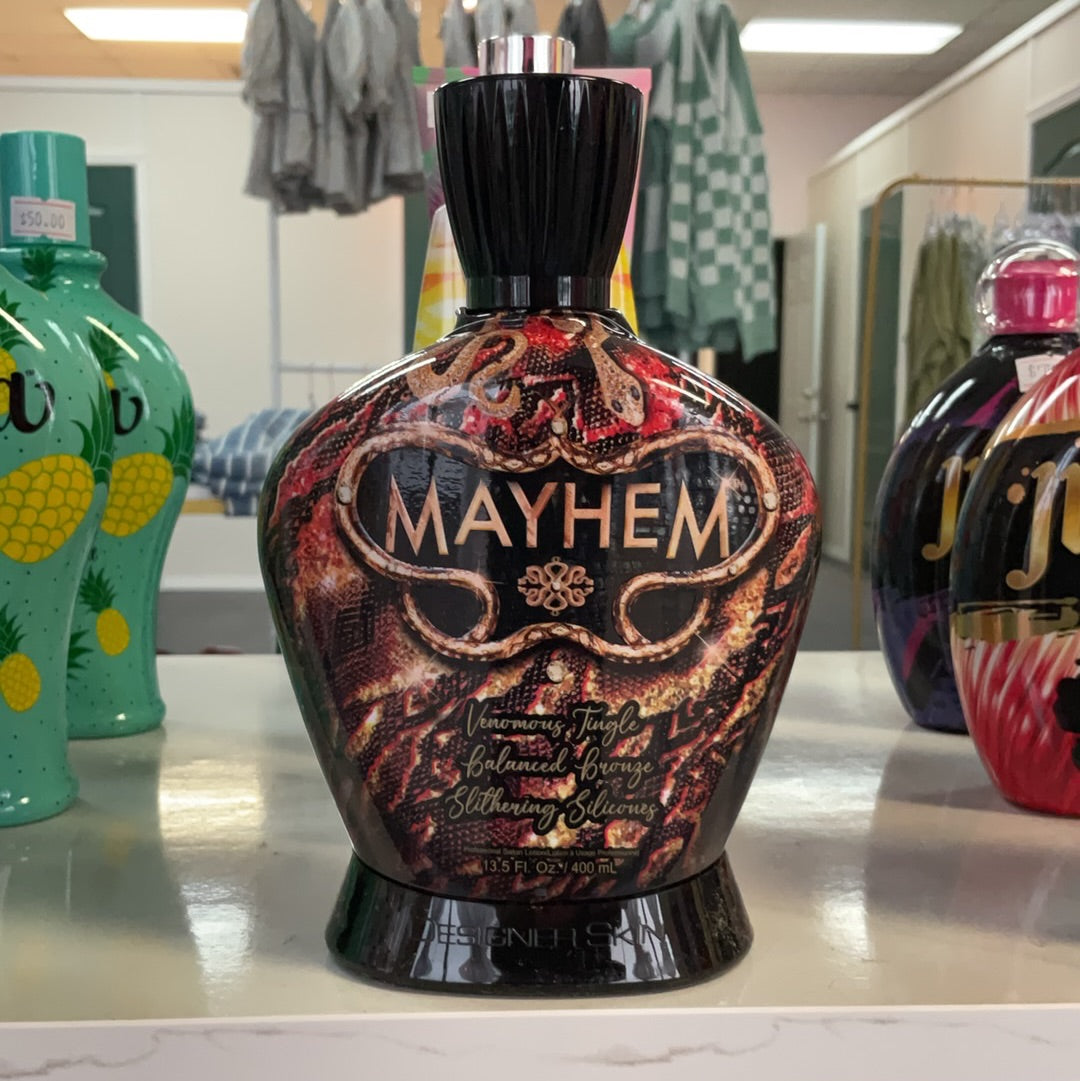 $50.00
MAYHEM
Venomous Tingle
Balanced Bronze
Slithering Silicones
Professional Salon Lotion/Lotion à Usage Professionnel
13.5 Fl. Oz. / 400 mL
DESIGNER SKIN